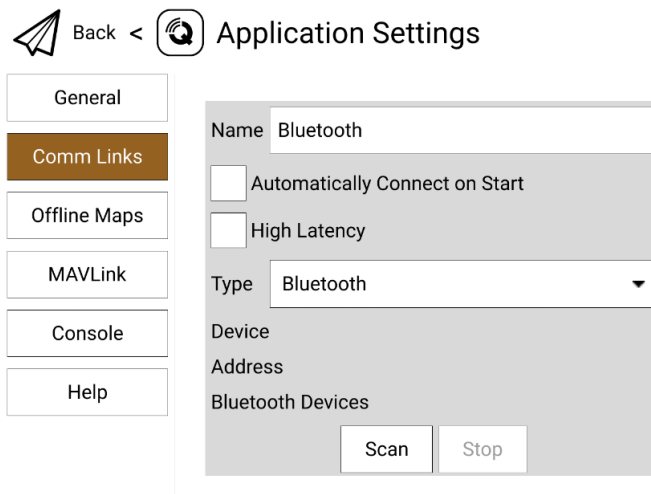 Back < Application Settings
General
Comm Links
Offline Maps
MAVLink
Console
Help
Name Bluetooth
Automatically Connect on Start
High Latency
Type Bluetooth
Device
Address
Bluetooth Devices
Scan Stop